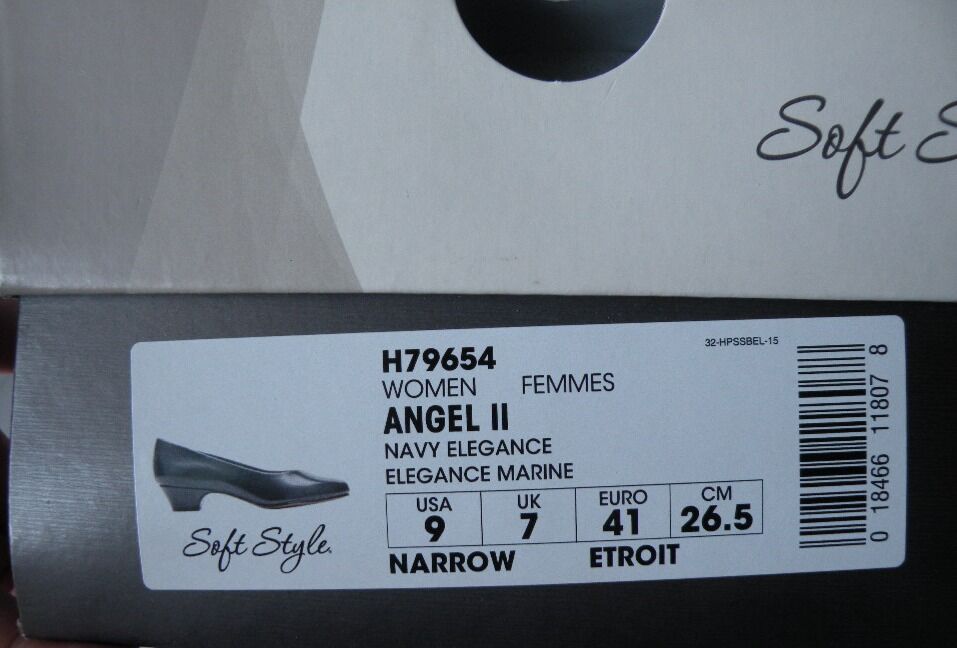 Soft S
32-HPSSBEL-15
H79654
WOMEN FEMMES
ANGEL II
NAVY ELEGANCE
ELEGANCE MARINE
USA UK EURO CM
9 7 41 26.5
NARROW ETROIT
Soft Style.
0 18466 11807 8